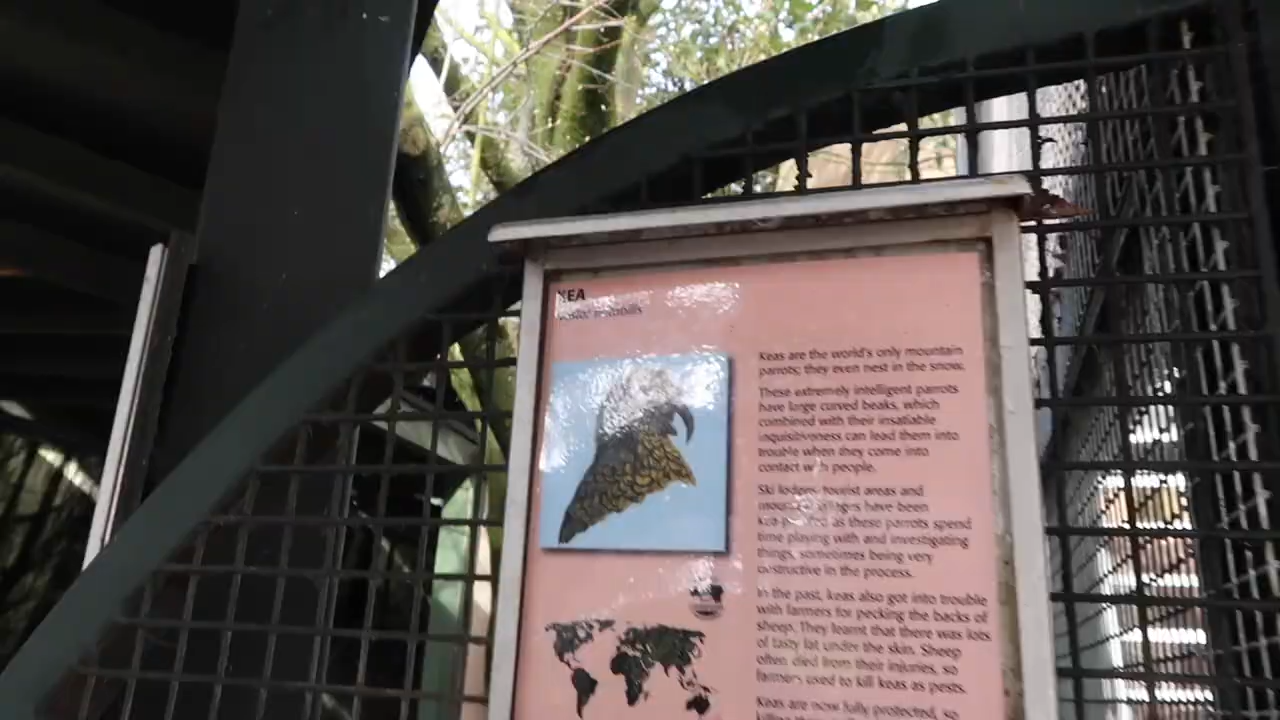 KEA
Keas are the world's only mountain
parrots; they even nest in the snow.
These extremely intelligent parrots
have large curved beaks, which
combined with their insatiable
inquisitiveness can lead them into
trouble when they come into
contact with people.
Ski lodges, tourist areas and
have been
as these parrots spend
time playing with and investigating
things, sometimes being very
destructive in the process.
In the past, keas also got into trouble
with farmers for pecking the backs of
sheep. They learnt that there was lots
of tasty fat under the skin. Sheep
often died from their injuries, so
farmers used to kill keas as pests.
Keas are now fully protected, so